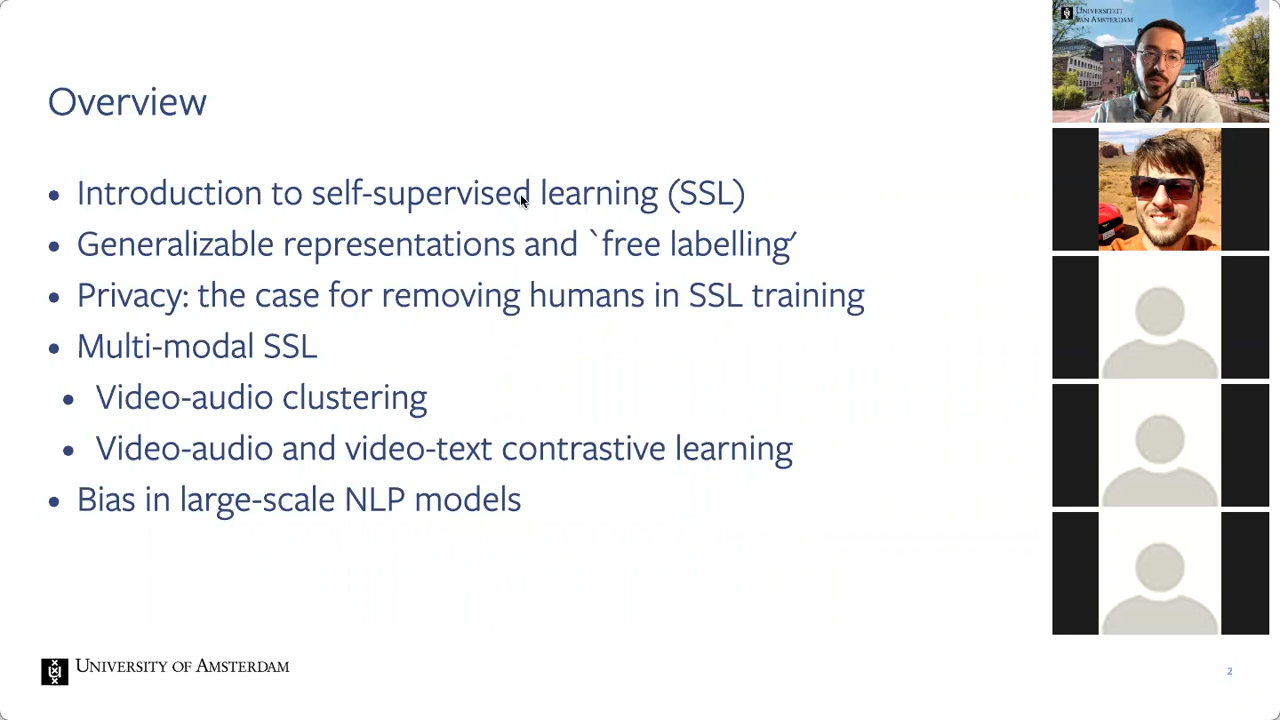 Overview
• Introduction to self-supervised learning (SSL)
• Generalizable representations and `free labelling´
• Privacy: the case for removing humans in SSL training
• Multi-modal SSL
• Video-audio clustering
• Video-audio and video-text contrastive learning
• Bias in large-scale NLP models
UNIVERSITY OF AMSTERDAM
2
UNIVERSITEIT
VAN AMSTERDAM